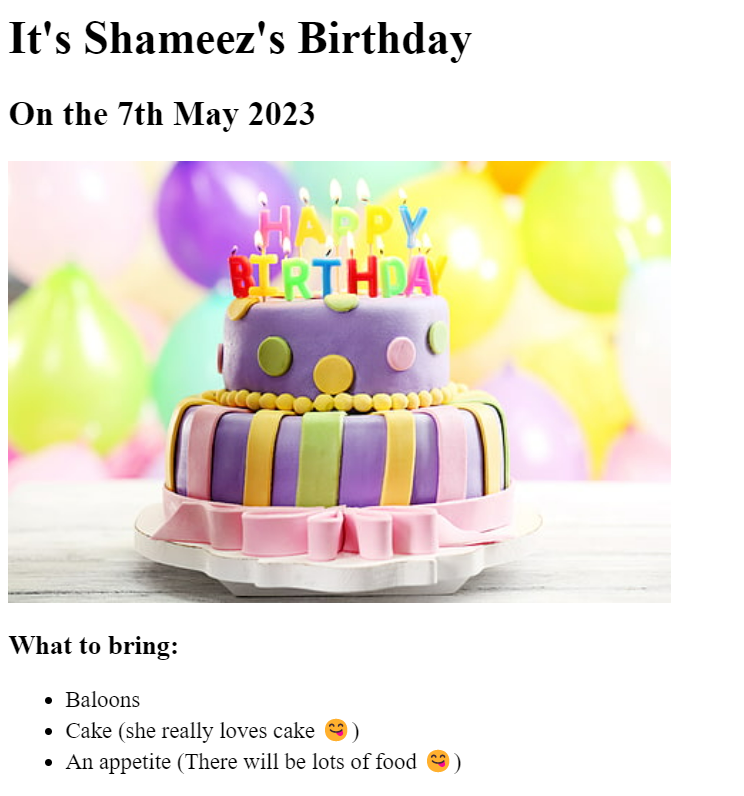 It's Shameez's Birthday
On the 7th May 2023
HAPPY
BIRTHDAY
What to bring:
• Baloons
• Cake (she really loves cake 😋)
• An appetite (There will be lots of food 😋)